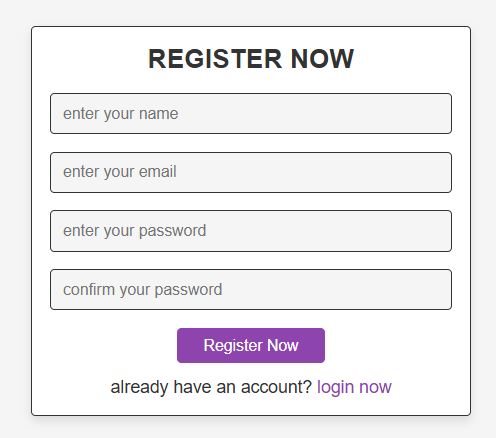 REGISTER NOW
enter your name
enter your email
enter your password
confirm your password
Register Now
already have an account? login now